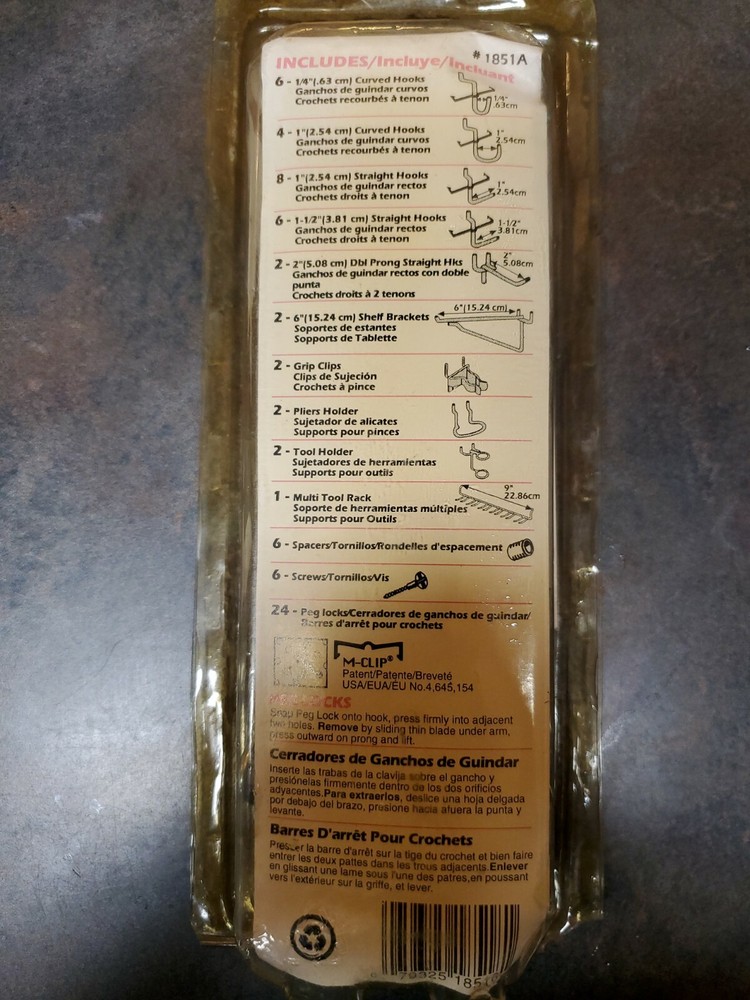 INCLUDES/Incluye/Incluant
# 1851A
6 - 1/4"(.63 cm) Curved Hooks
Ganchos de guindar curvos
Crochets recourbés à tenon
1/4"
.63cm
4 - 1"(2.54 cm) Curved Hooks
Ganchos de guindar curvos
Crochets recourbés à tenon
1"
2.54cm
8 - 1"(2.54 cm) Straight Hooks
Ganchos de guindar rectos
Crochets droits à tenon
1"
2.54cm
6 - 1-1/2"(3.81 cm) Straight Hooks
Ganchos de guindar rectos
Crochets droits à tenon
1-1/2"
3.81cm
2 - 2"(5.08 cm) Dbl Prong Straight Hks
Ganchos de guindar rectos con doble
punta
Crochets droits à 2 tenons
2"
5.08cm
2 - 6"(15.24 cm) Shelf Brackets
Soportes de estantes
Sopports de Tablette
6"(15.24 cm)
2 - Grip Clips
Clips de Sujeción
Crochets à pince
2 - Pliers Holder
Sujetador de alicates
Supports pour pinces
2 - Tool Holder
Sujetadores de herramientas
Supports pour outils
1 - Multi Tool Rack
Soporte de herramientas múltiples
Supports pour Outils
9"
22.86cm
6 - Spacers/Tornillos/Rondelles d'espacement
6 - Screws/Tornillos/Vis
24 - Peg locks/Cerradores de ganchos de guindar/
Barres d'arrêt pour crochets
M-CLIP®
Patent/Patente/Breveté
USA/EUA/EU No.4,645,154
Snap Peg Lock onto hook, press firmly into adjacent
two holes. Remove by sliding thin blade under arm,
press outward on prong and lift.
Cerradores de Ganchos de Guindar
Inserte las trabas de la clavija sobre el gancho y
presiónelas firmemente dentro de los dos orificios
adyacentes.Para extraerlos, deslice una hoja delgada
por debajo del brazo, presione hacia afuera la punta y
levante.
Barres D'arrêt Pour Crochets
Presser la barre d'arrêt sur la tige du crochet et bien faire
entrer les deux pattes dans les trous adjacents.Enlever
en glissant une lame sous l'une des patres,en poussant
vers l'extérieur sur la griffe, et lever.
79325 185